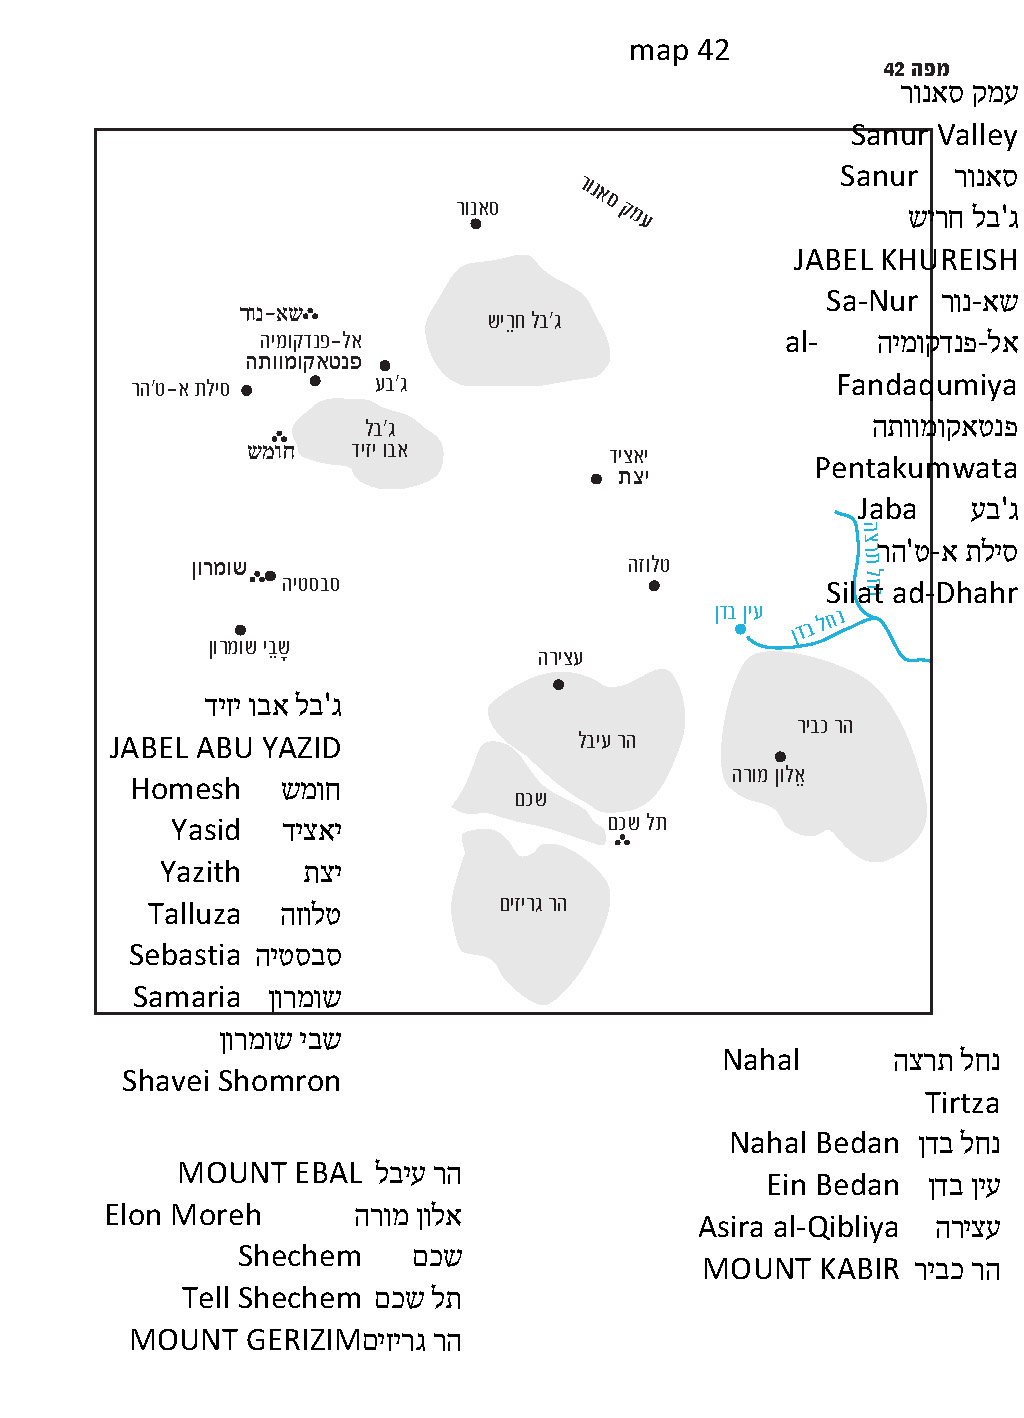 map 42
מפה 42
עמק סאנור
Sanur Valley
סאנור Sanur
ג'בל חריש
JABEL KHUREISH
שא-נור Sa-Nur
אל-פנדקומיה al-
Fandaqumiya
פנטאקומוותה
Pentakumwata
ג'בע Jaba
סילת א-ט'הר
Silat ad-Dhahr
עמק סאנור
סאנור
ג'בל חרֵיש
שא-נור
אל-פנדקומיה
פנטאקומוותה
ג'בע
סילת א-ט'הר
ג'בל
אבו יזיד
חומש
יאציד
יצת
נחל תרצה
שומרון
סבסטיה
טלוזה
עין בדן
נחל בדן
שָבֵי שומרון
עצירה
הר עיבל
הר כביר
אֵלון מורה
שכם
תל שכם
הר גריזים
ג'בל אבו יזיד
JABEL ABU YAZID
חומש Homesh
יאציד Yasid
יצת Yazith
טלוזה Talluza
סבסטיה Sebastia
שומרון Samaria
שבי שומרון
Shavei Shomron
נחל תרצה Nahal
Tirtza
נחל בדן Nahal Bedan
עין בדן Ein Bedan
עצירה Asira al-Qibliya
הר כביר MOUNT KABIR
הר עיבל MOUNT EBAL
אלון מורה Elon Moreh
שכם Shechem
תל שכם Tell Shechem
הר גריזים MOUNT GERIZIM